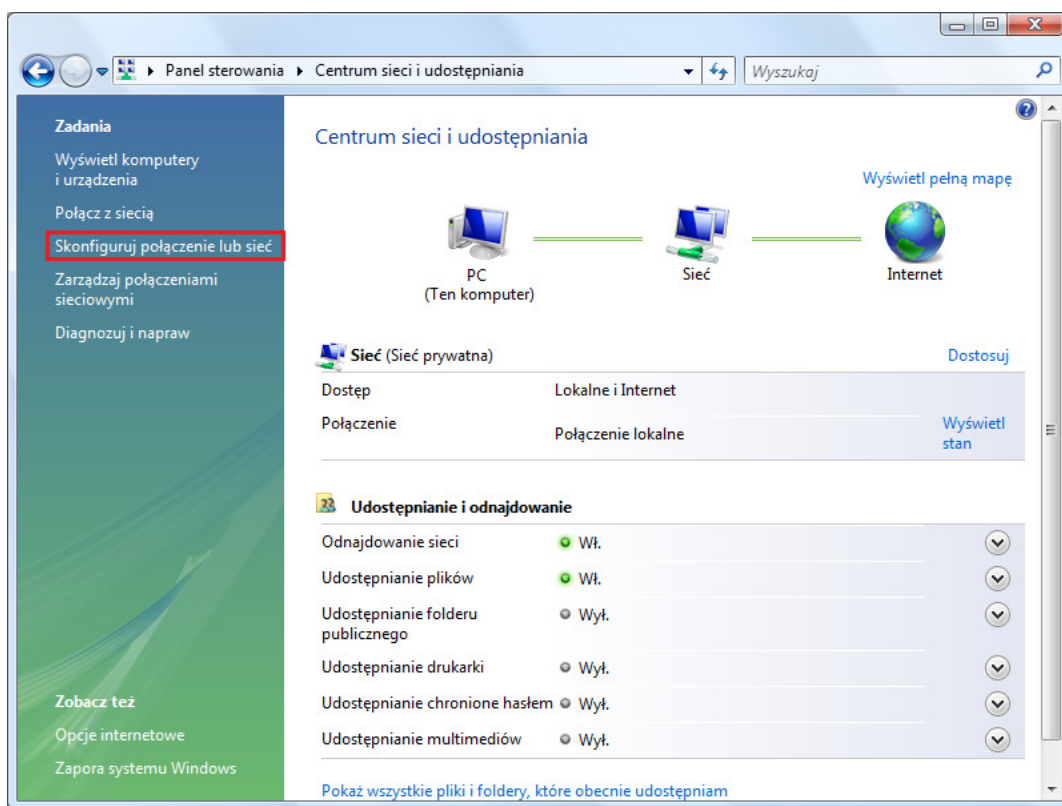 Panel sterowania
Centrum sieci i udostępniania
Wyszukaj
Zadania
Wyświetl komputery
i urządzenia
Połącz z siecią
Skonfiguruj połączenie lub sieć
Zarządzaj połączeniami
sieciowymi
Diagnozuj i napraw
Zobacz też
Opcje internetowe
Zapora systemu Windows
Centrum sieci i udostępniania
Wyświetl pełną mapę
PC
(Ten komputer)
Sieć
Internet
Sieć (Sieć prywatna)
Dostosuj
Dostęp
Lokalne i Internet
Połączenie
Połączenie lokalne
Wyświetl
stan
Udostępnianie i odnajdowanie
Odnajdowanie sieci
Wł.
Udostępnianie plików
Wł.
Udostępnianie folderu
publicznego
Wył.
Udostępnianie drukarki
Wył.
Udostępnianie chronione hasłem
Wył.
Udostępnianie multimediów
Wył.
Pokaż wszystkie pliki i foldery, które obecnie udostępniam